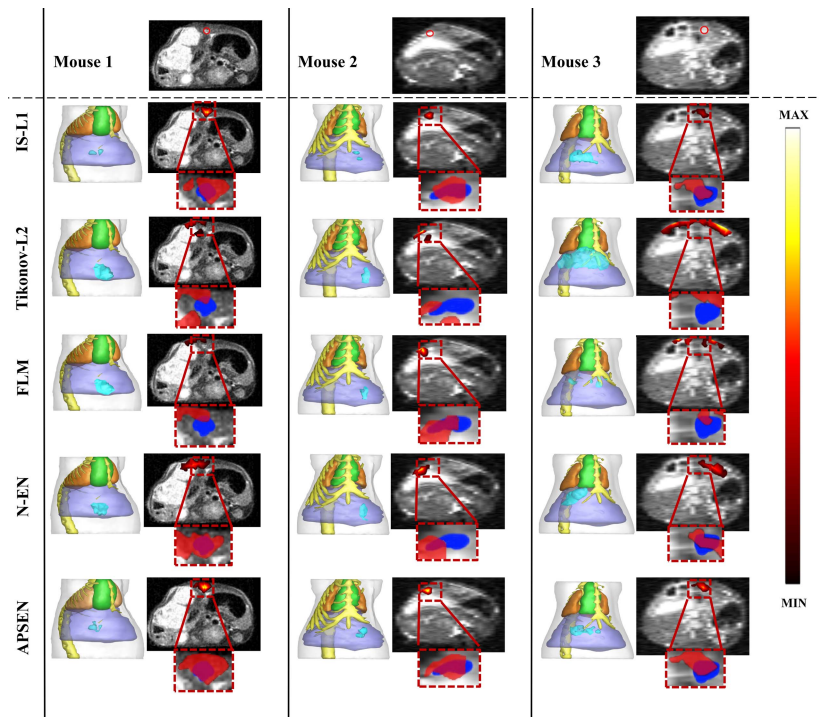 Mouse 1
Mouse 2
Mouse 3
IS-L1
MAX
Tikonov-L2
FLM
N-EN
APSEN
MIN